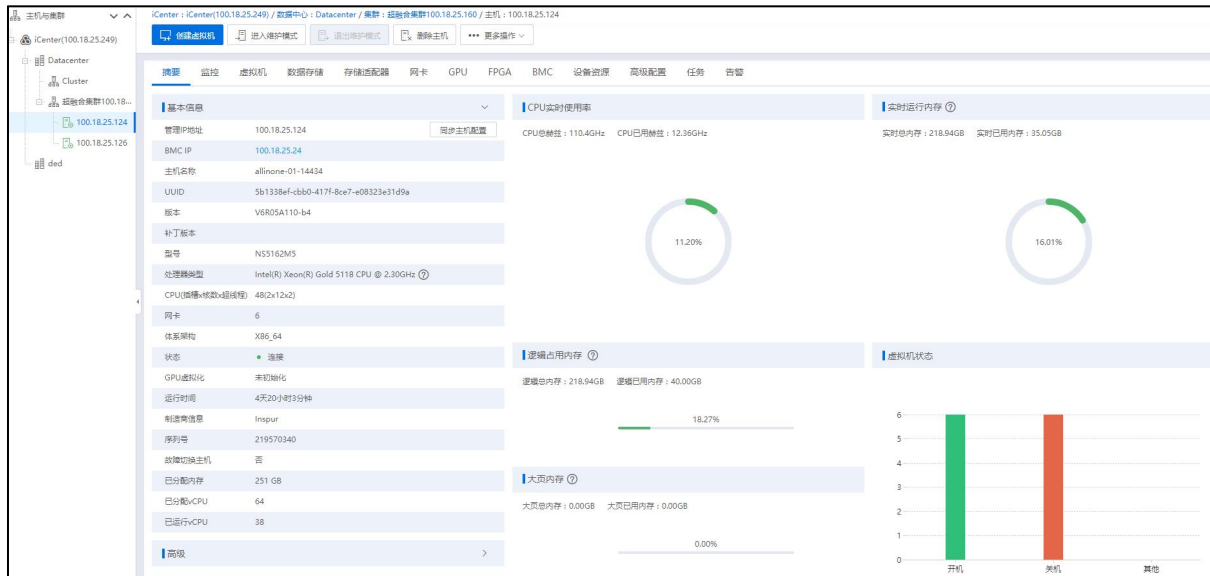 主机与集群
iCenter(100.18.25.249)
Datacenter
Cluster
超融合集群100.18...
100.18.25.124
100.18.25.126
ded
iCenter : iCenter(100.18.25.249) / 数据中心 : Datacenter / 集群 : 超融合集群100.18.25.160 / 主机 : 100.18.25.124
创建虚拟机 进入维护模式 退出维护模式 删除主机 ••• 更多操作
摘要 监控 虚拟机 数据存储 存储适配器 网卡 GPU FPGA BMC 设备资源 高级配置 任务 告警
基本信息
管理IP地址 100.18.25.124 同步主机配置
BMC IP 100.18.25.24
主机名称 allinone-01-14434
UUID 5b1338ef-cbb0-417f-8ce7-e08323e31d9a
版本 V6R05A110-b4
补丁版本
型号 NS5162M5
处理器类型 Intel(R) Xeon(R) Gold 5118 CPU @ 2.30GHz ?
CPU(插槽x核数x超线程) 48(2x12x2)
网卡 6
体系架构 X86_64
状态 连接
GPU虚拟化 未初始化
运行时间 4天20小时3分钟
制造商信息 Inspur
序列号 219570340
故障切换主机 否
已分配内存 251 GB
已分配vCPU 64
已运行vCPU 38
高级
CPU实时使用率
CPU总赫兹 : 110.4GHz CPU已用赫兹 : 12.36GHz
11.20%
实时运行内存 ?
实时总内存 : 218.94GB 实时已用内存 : 35.05GB
16.01%
逻辑占用内存 ?
逻辑总内存 : 218.94GB 逻辑已用内存 : 40.00GB
18.27%
大页内存 ?
大页总内存 : 0.00GB 大页已用内存 : 0.00GB
0.00%
虚拟机状态
6
5
4
3
2
1
0
开机 关机 其他